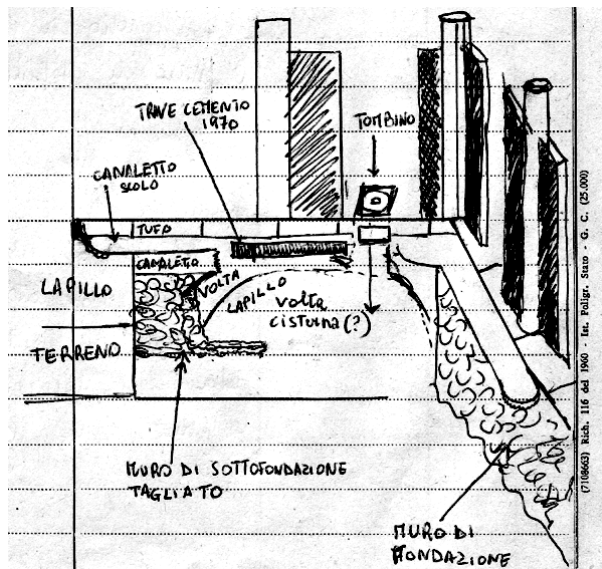 TRAVE CEMENTO
1970
TOMBINO
CANALETTO
SCOLO
TUFO
CANALETTO
LAPILLO
VOLTA
LAPILLO
volta
cisterna (?)
TERRENO
MURO DI SOTTOFONDAZIONE
TAGLIATO
MURO DI
FONDAZIONE
(7108663) Rich. 116 del 1960 - Ist. Poligr. Stato - G. C. (25.000)